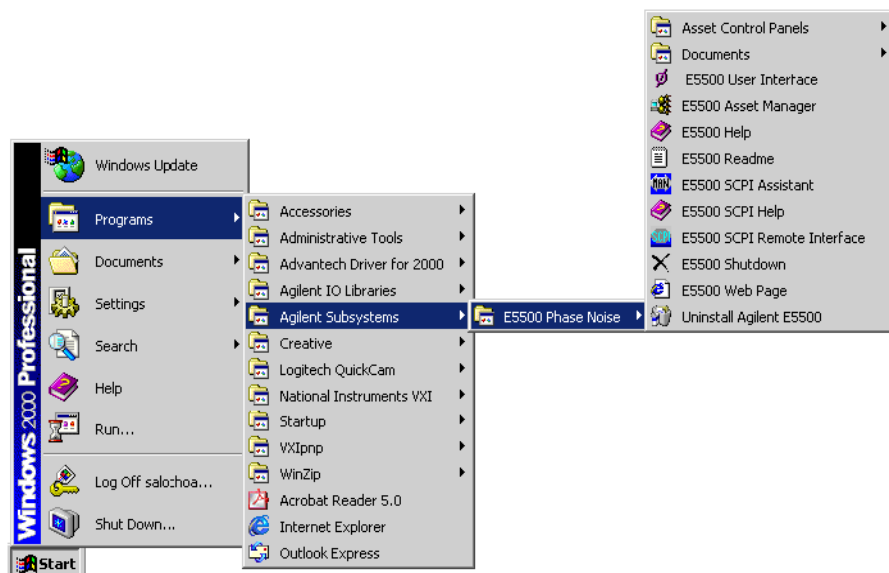 Windows Update
Programs
Documents
Settings
Search
Help
Run...
Log Off salochoa...
Shut Down...
Windows 2000 Professional
Start
Accessories
Administrative Tools
Advantech Driver for 2000
Agilent IO Libraries
Agilent Subsystems
Creative
Logitech QuickCam
National Instruments VXI
Startup
VXIpnp
WinZip
Acrobat Reader 5.0
Internet Explorer
Outlook Express
E5500 Phase Noise
Asset Control Panels
Documents
E5500 User Interface
E5500 Asset Manager
E5500 Help
E5500 Readme
E5500 SCPI Assistant
E5500 SCPI Help
E5500 SCPI Remote Interface
E5500 Shutdown
E5500 Web Page
Uninstall Agilent E5500